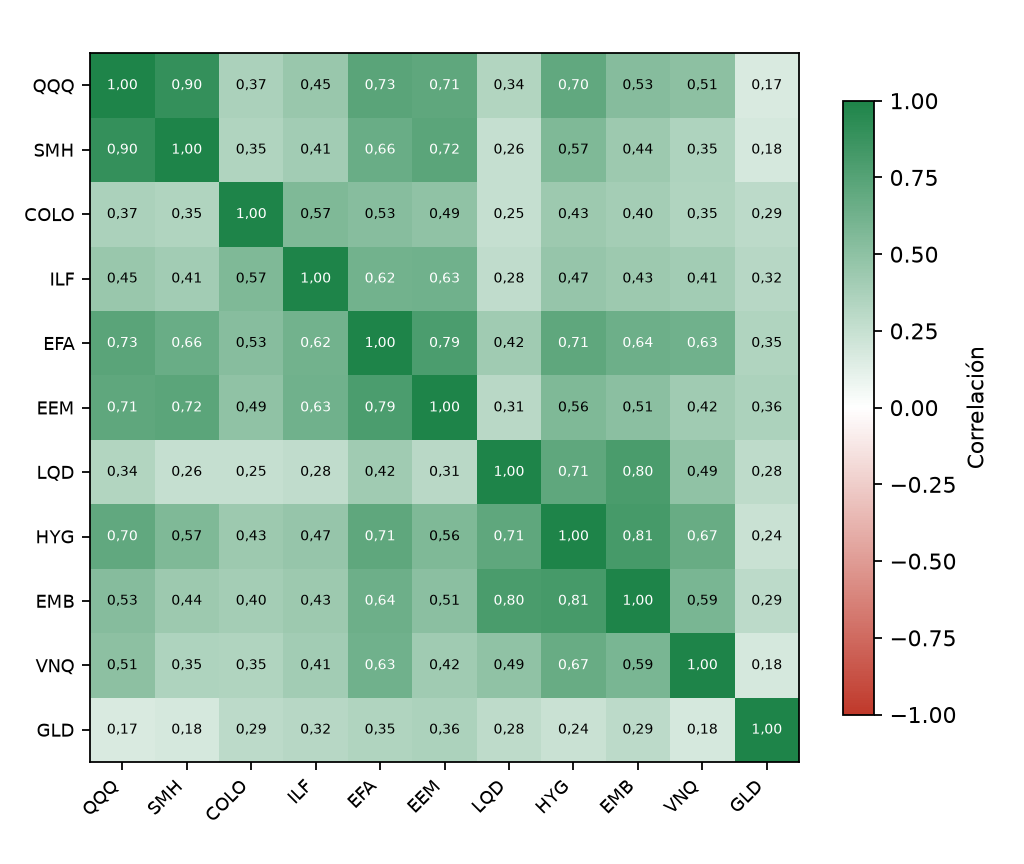 QQQ 1,00 0,90 0,37 0,45 0,73 0,71 0,34 0,70 0,53 0,51 0,17
SMH 0,90 1,00 0,35 0,41 0,66 0,72 0,26 0,57 0,44 0,35 0,18
COLO 0,37 0,35 1,00 0,57 0,53 0,49 0,25 0,43 0,40 0,35 0,29
ILF 0,45 0,41 0,57 1,00 0,62 0,63 0,28 0,47 0,43 0,41 0,32
EFA 0,73 0,66 0,53 0,62 1,00 0,79 0,42 0,71 0,64 0,63 0,35
EEM 0,71 0,72 0,49 0,63 0,79 1,00 0,31 0,56 0,51 0,42 0,36
LQD 0,34 0,26 0,25 0,28 0,42 0,31 1,00 0,71 0,80 0,49 0,28
HYG 0,70 0,57 0,43 0,47 0,71 0,56 0,71 1,00 0,81 0,67 0,24
EMB 0,53 0,44 0,40 0,43 0,64 0,51 0,80 0,81 1,00 0,59 0,29
VNQ 0,51 0,35 0,35 0,41 0,63 0,42 0,49 0,67 0,59 1,00 0,18
GLD 0,17 0,18 0,29 0,32 0,35 0,36 0,28 0,24 0,29 0,18 1,00
QQQ SMH COLO ILF EFA EEM LQD HYG EMB VNQ GLD
1.00
0.75
0.50
0.25
0.00
−0.25
−0.50
−0.75
−1.00
Correlación